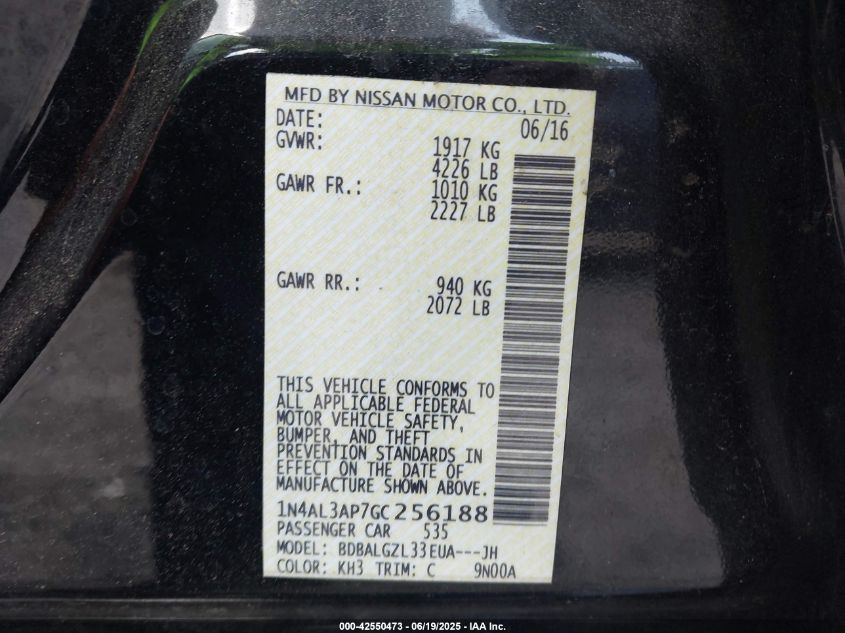 MFD BY NISSAN MOTOR CO., LTD.
DATE: 06/16
GVWR: 1917 KG
4226 LB
GAWR FR.: 1010 KG
2227 LB
GAWR RR.: 940 KG
2072 LB
THIS VEHICLE CONFORMS TO
ALL APPLICABLE FEDERAL
MOTOR VEHICLE SAFETY,
BUMPER, AND THEFT
PREVENTION STANDARDS IN
EFFECT ON THE DATE OF
MANUFACTURE SHOWN ABOVE.
1N4AL3AP7GC256188
PASSENGER CAR 535
MODEL: BDBALGZL33EUA---JH
COLOR: KH3 TRIM: C 9N00A
000-42550473 - 06/19/2025 - IAA Inc.